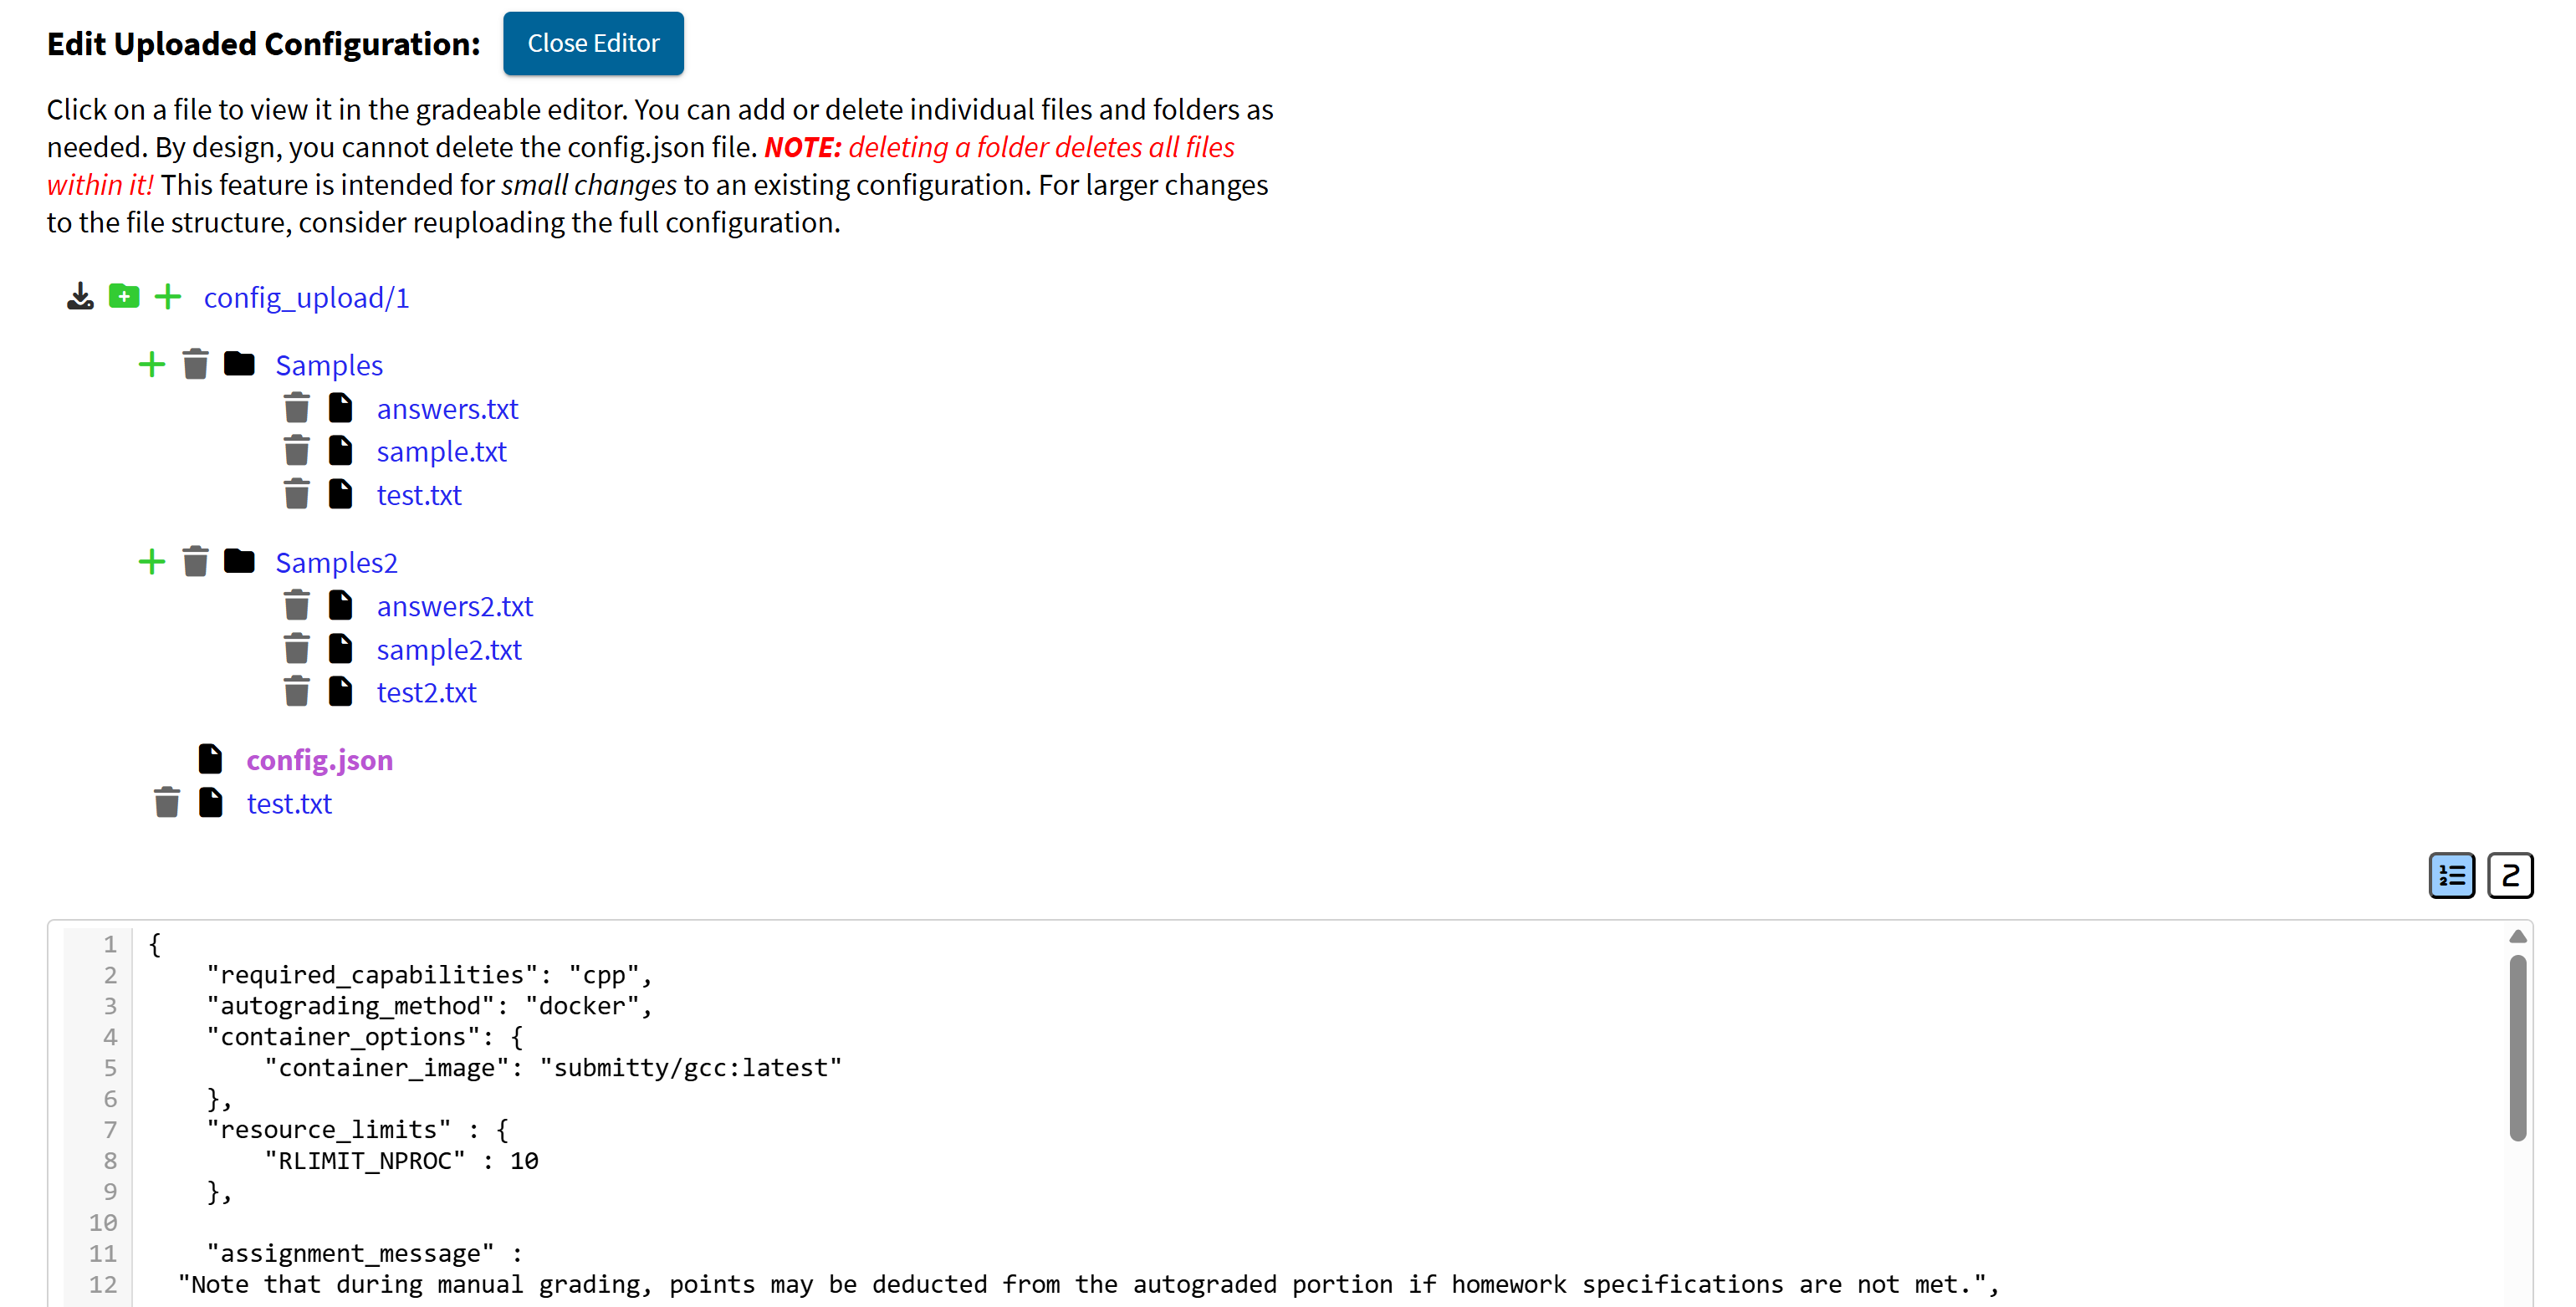 Edit Uploaded Configuration: Close Editor
Click on a file to view it in the gradeable editor. You can add or delete individual files and folders as
needed. By design, you cannot delete the config.json file. NOTE: deleting a folder deletes all files
within it! This feature is intended for small changes to an existing configuration. For larger changes
to the file structure, consider reuploading the full configuration.
config_upload/1
Samples
answers.txt
sample.txt
test.txt
Samples2
answers2.txt
sample2.txt
test2.txt
config.json
test.txt
2
1 {
2     "required_capabilities": "cpp",
3     "autograding_method": "docker",
4     "container_options": {
5         "container_image": "submitty/gcc:latest"
6     },
7     "resource_limits" : {
8         "RLIMIT_NPROC" : 10
9     },
10
11     "assignment_message" :
12   "Note that during manual grading, points may be deducted from the autograded portion if homework specifications are not met.",